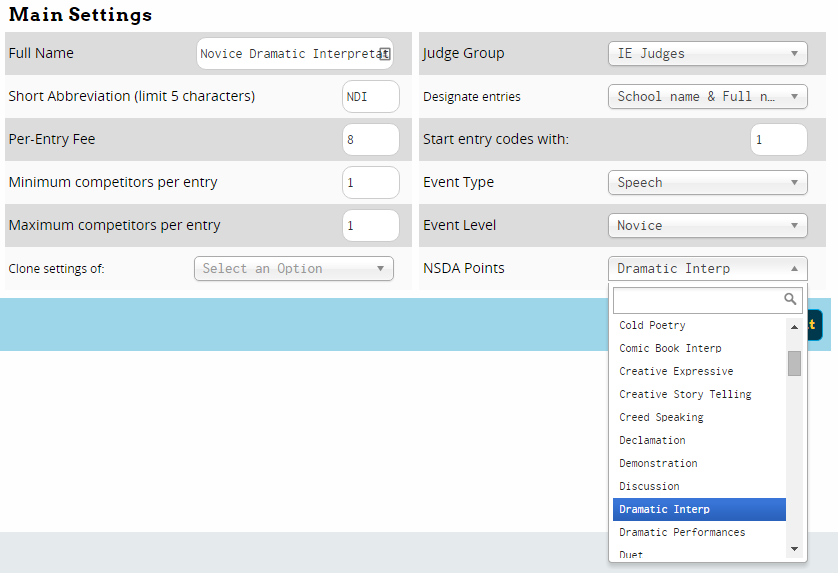 Main Settings
Full Name
Novice Dramatic Interpretat
Judge Group
IE Judges
Short Abbreviation (limit 5 characters)
NDI
Designate entries
School name & Full n…
Per-Entry Fee
8
Start entry codes with:
1
Minimum competitors per entry
1
Event Type
Speech
Maximum competitors per entry
1
Event Level
Novice
Clone settings of:
Select an Option
NSDA Points
Dramatic Interp
Cold Poetry
Comic Book Interp
Creative Expressive
Creative Story Telling
Creed Speaking
Declamation
Demonstration
Discussion
Dramatic Interp
Dramatic Performances
Duet